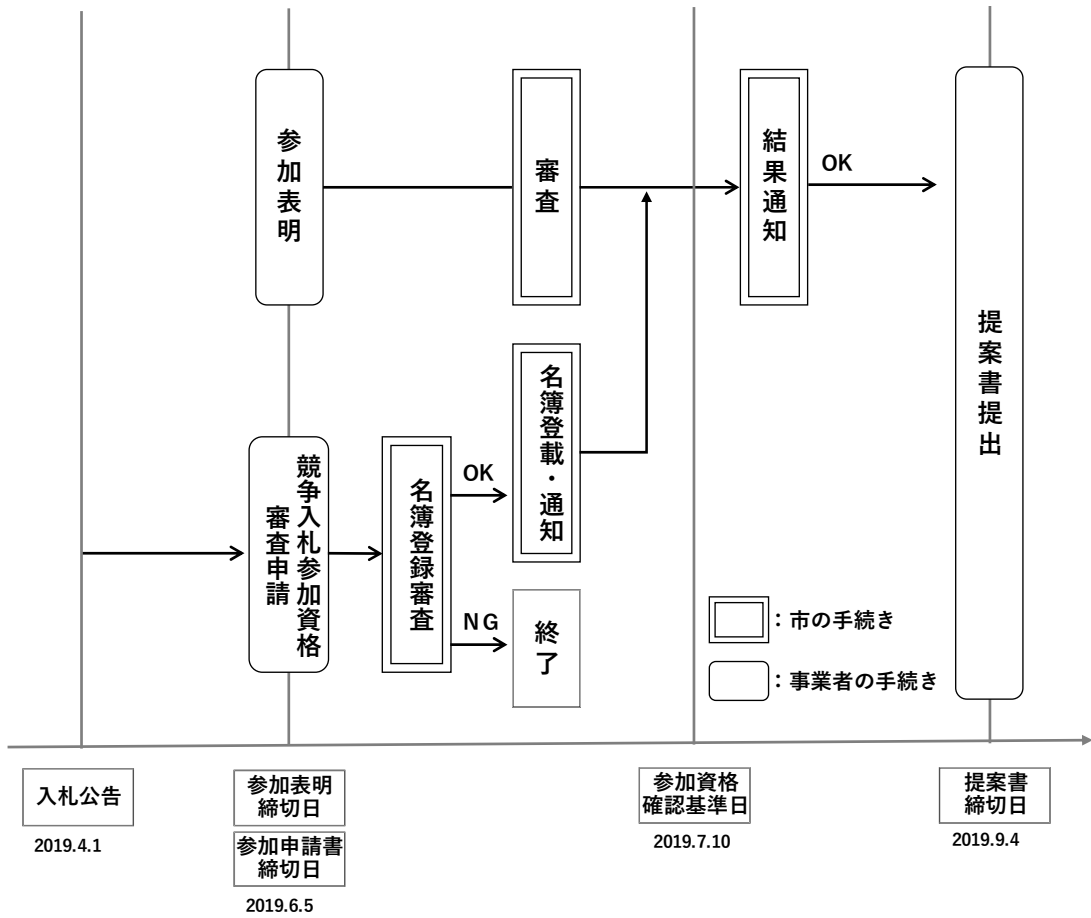 参加表明
審査
結果通知
OK
提案書提出
競争入札参加資格
審査申請
名簿登録審査
OK
名簿登載・通知
NG
終了
：市の手続き
：事業者の手続き
入札公告
2019.4.1
参加表明
締切日
参加申請書
締切日
2019.6.5
参加資格
確認基準日
2019.7.10
提案書
締切日
2019.9.4